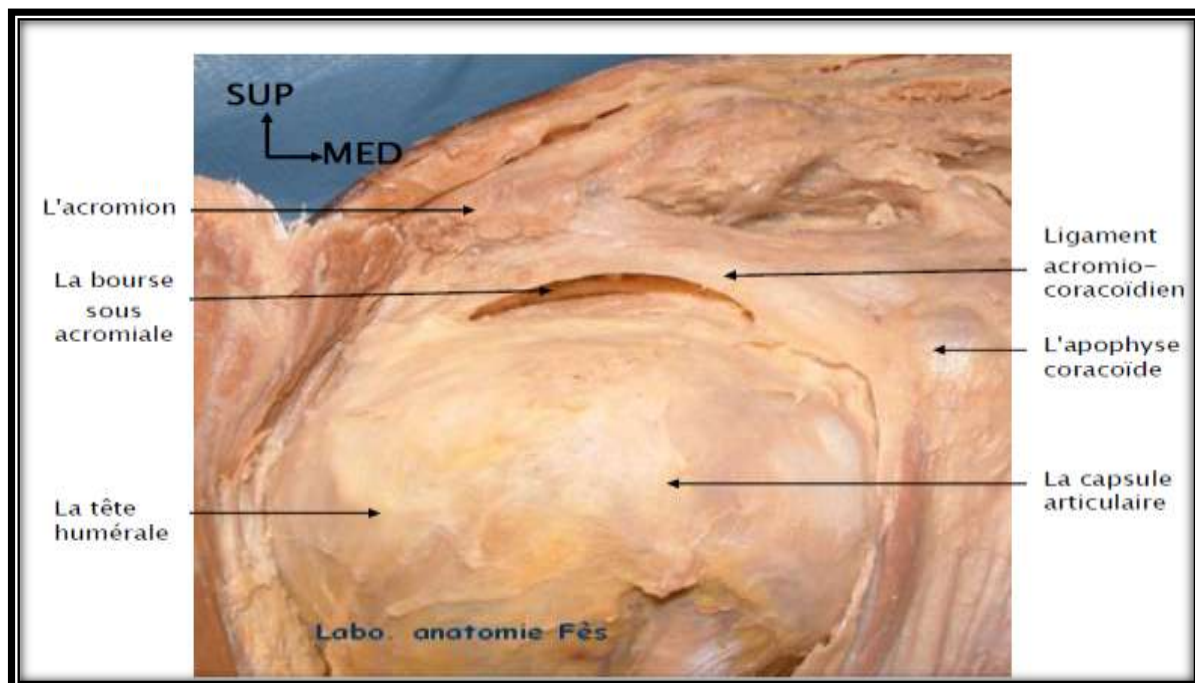 SUP
MED
L'acromion
La bourse
sous
acromiale
La tête
humérale
Ligament
acromio-
coracoïdien
L'apophyse
coracoïde
La capsule
articulaire
Labo. anatomie Fès